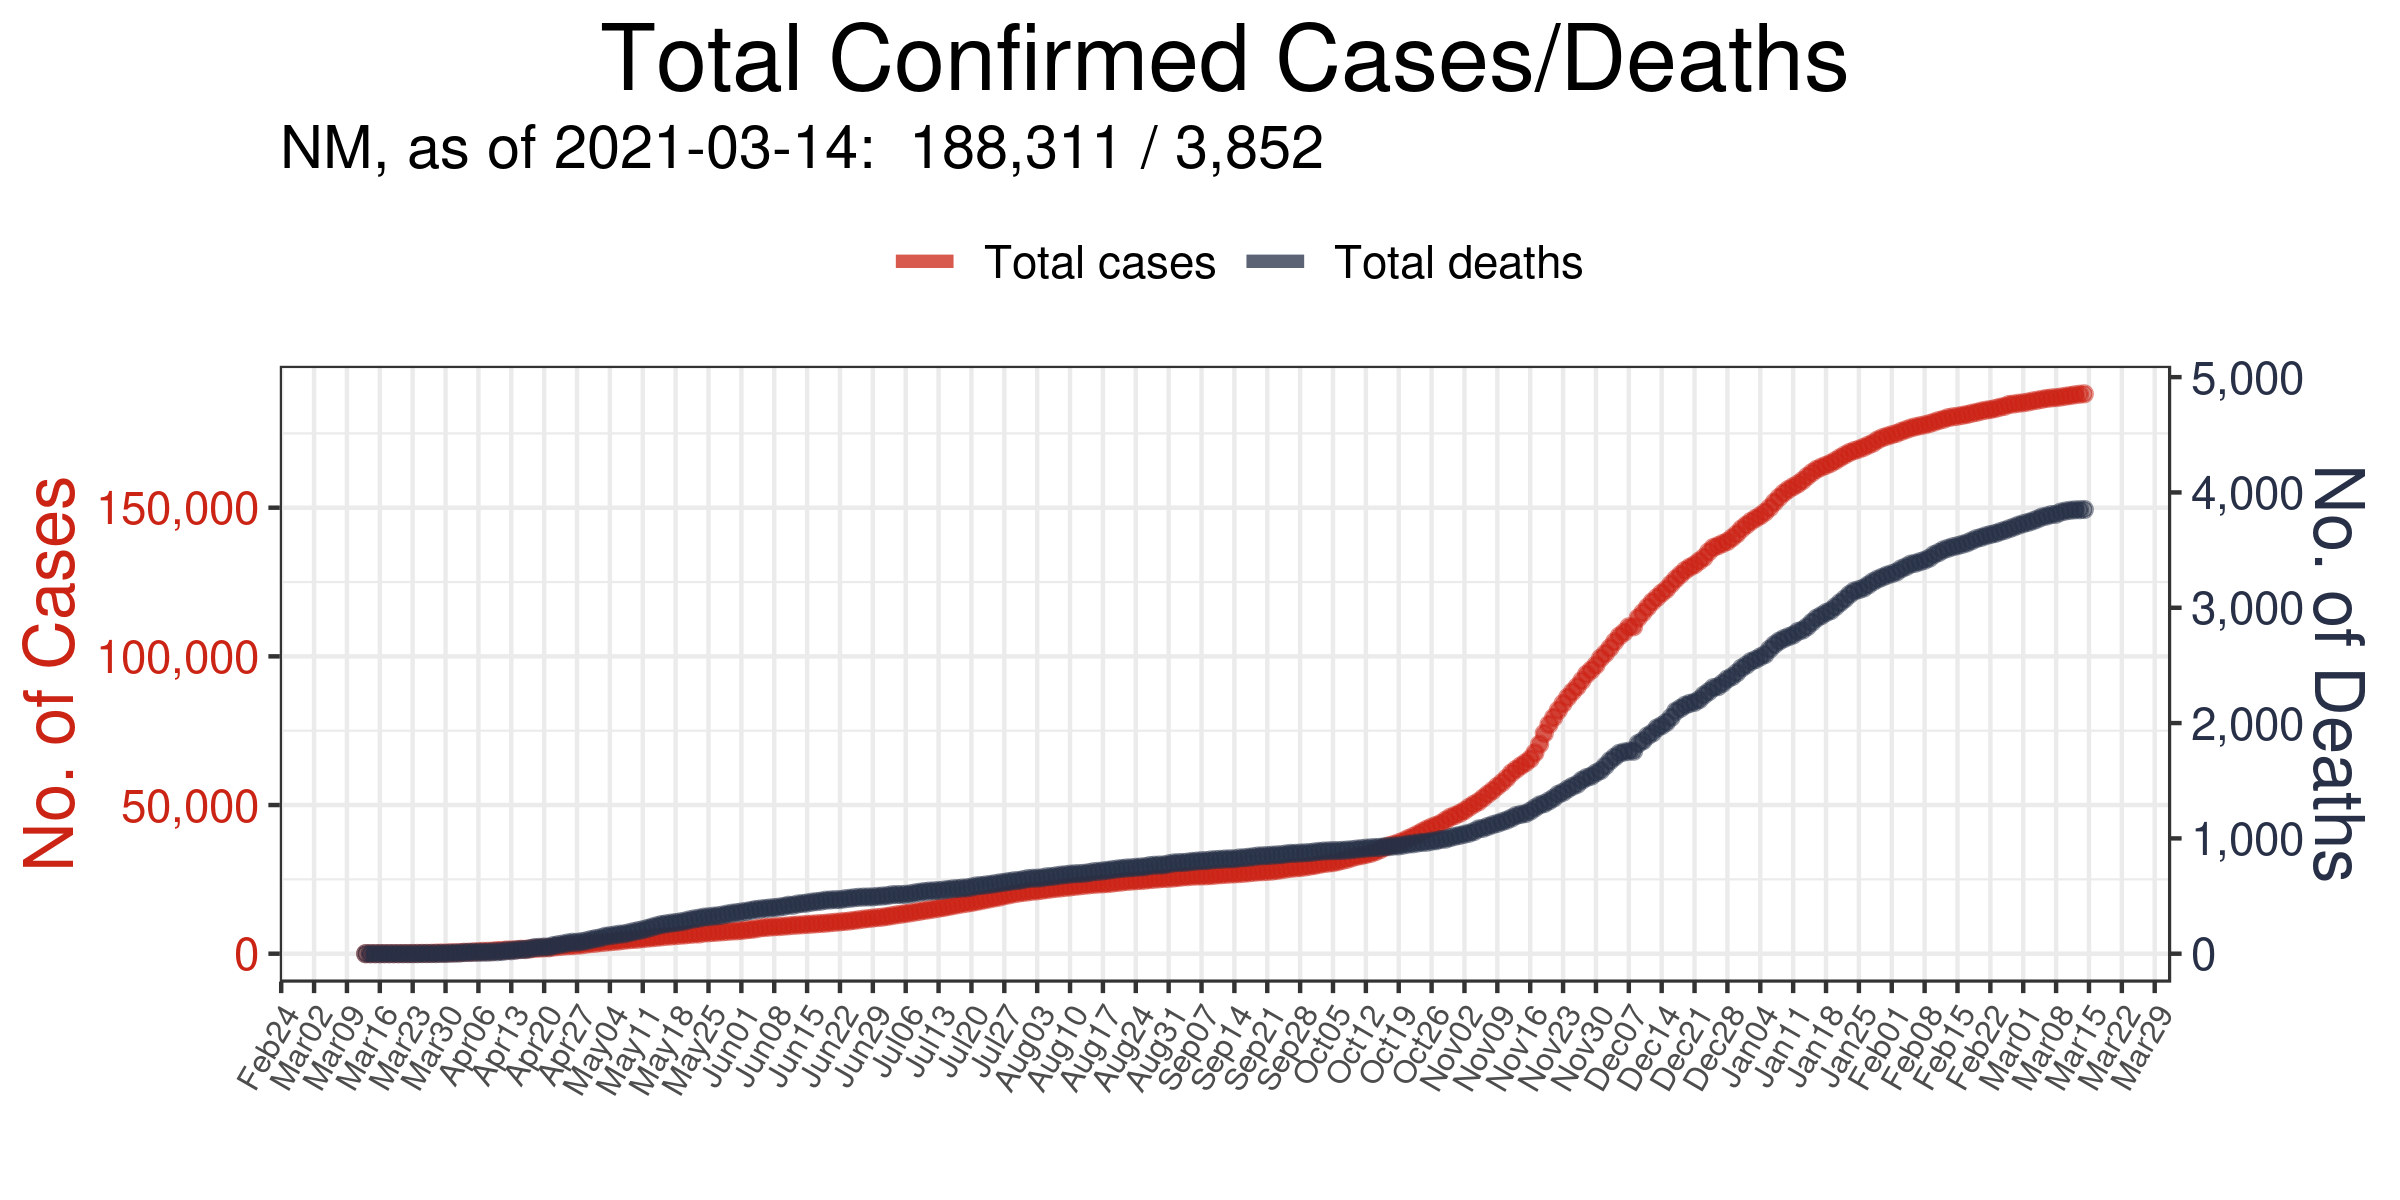 Total Confirmed Cases/Deaths
NM, as of 2021-03-14:  188,311 / 3,852
Total cases
Total deaths
No. of Cases
150,000
100,000
50,000
0
5,000
4,000
3,000
2,000
1,000
0
No. of Deaths
Feb24
Mar02
Mar09
Mar16
Mar23
Mar30
Apr06
Apr13
Apr20
Apr27
May04
May11
May18
May25
Jun01
Jun08
Jun15
Jun22
Jun29
Jul06
Jul13
Jul20
Jul27
Aug03
Aug10
Aug17
Aug24
Aug31
Sep07
Sep14
Sep21
Sep28
Oct05
Oct12
Oct19
Oct26
Nov02
Nov09
Nov16
Nov23
Nov30
Dec07
Dec14
Dec21
Dec28
Jan04
Jan11
Jan18
Jan25
Feb01
Feb08
Feb15
Feb22
Mar01
Mar08
Mar15
Mar22
Mar29